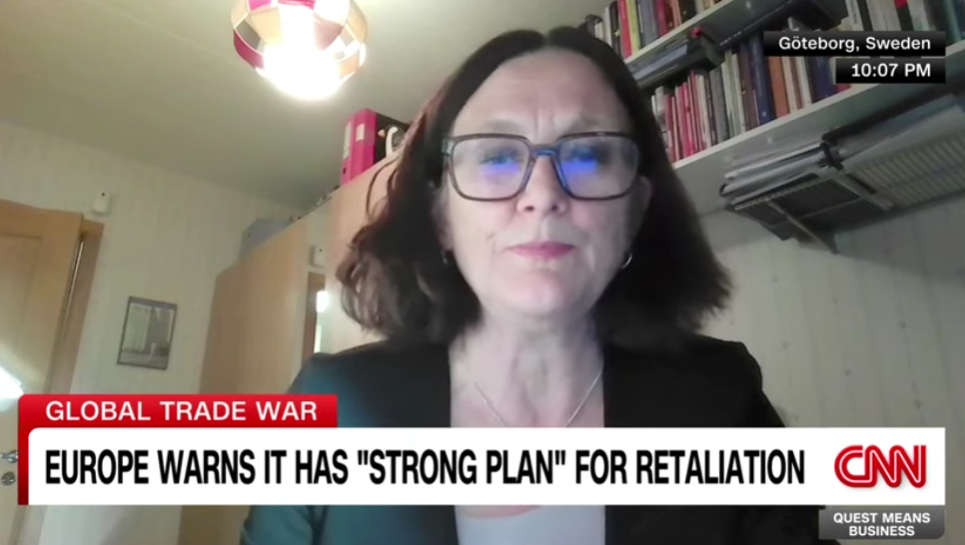 Göteborg, Sweden
10:07 PM
GLOBAL TRADE WAR
EUROPE WARNS IT HAS "STRONG PLAN" FOR RETALIATION
CNN
QUEST MEANS
BUSINESS